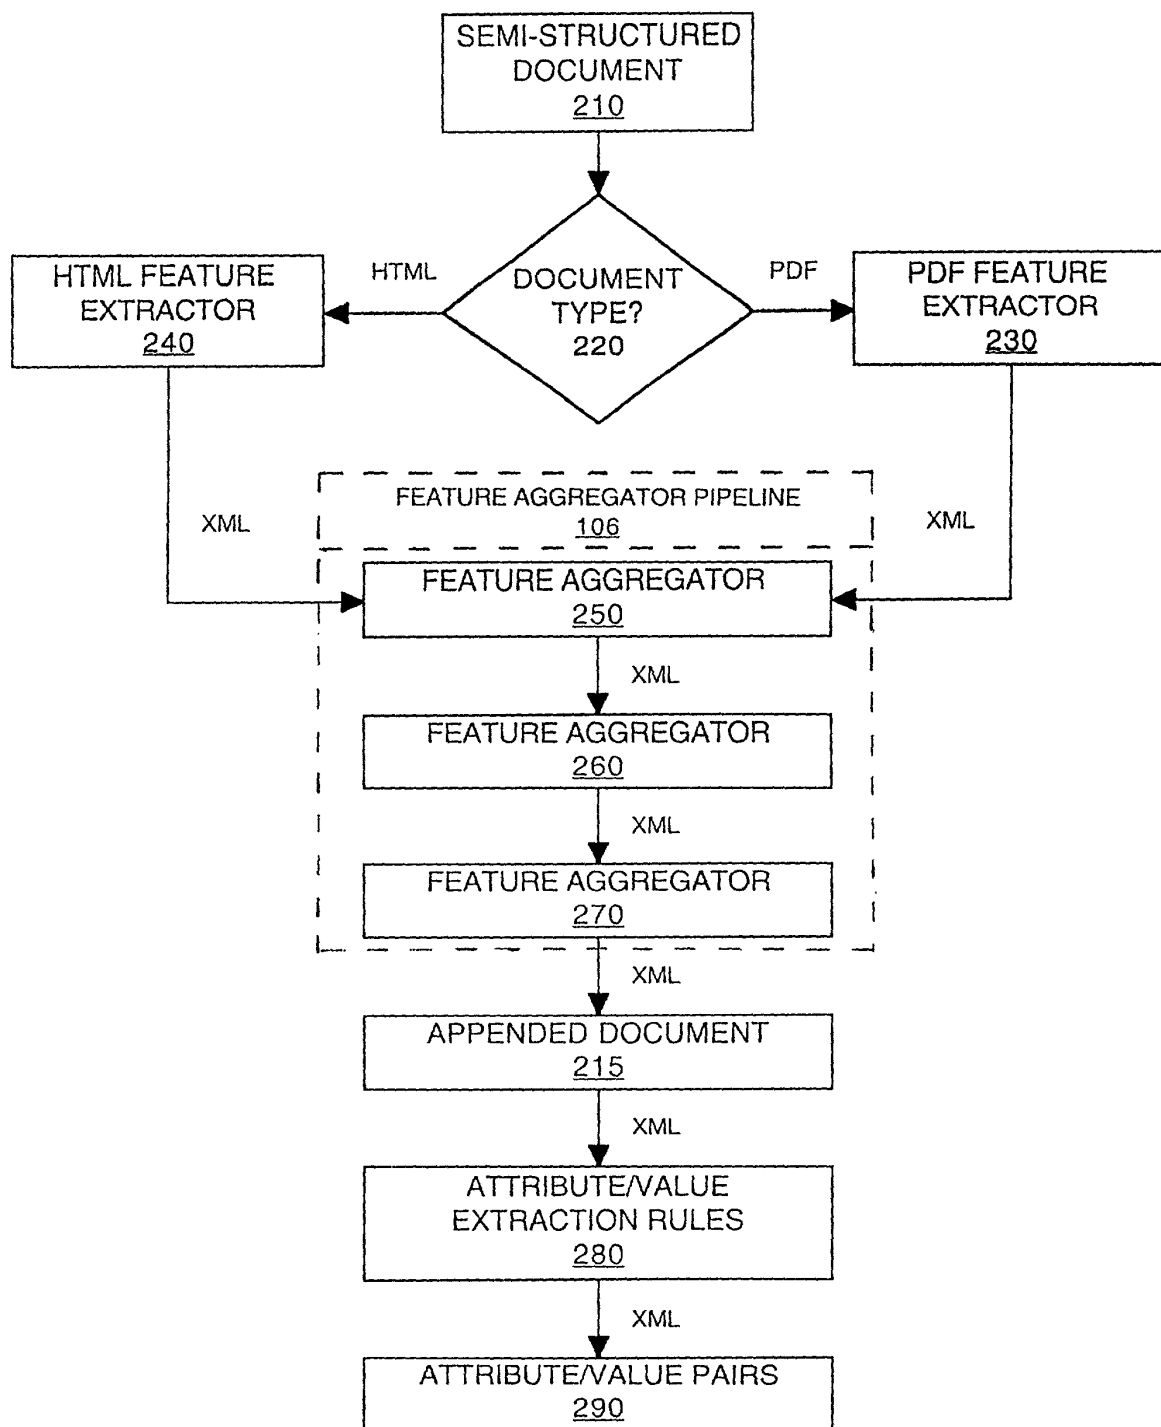 SEMI-STRUCTURED
DOCUMENT
210
HTML
DOCUMENT
TYPE?
220
PDF
HTML FEATURE
EXTRACTOR
240
PDF FEATURE
EXTRACTOR
230
XML
FEATURE AGGREGATOR PIPELINE
106
XML
FEATURE AGGREGATOR
250
XML
FEATURE AGGREGATOR
260
XML
FEATURE AGGREGATOR
270
XML
APPENDED DOCUMENT
215
XML
ATTRIBUTE/VALUE
EXTRACTION RULES
280
XML
ATTRIBUTE/VALUE PAIRS
290